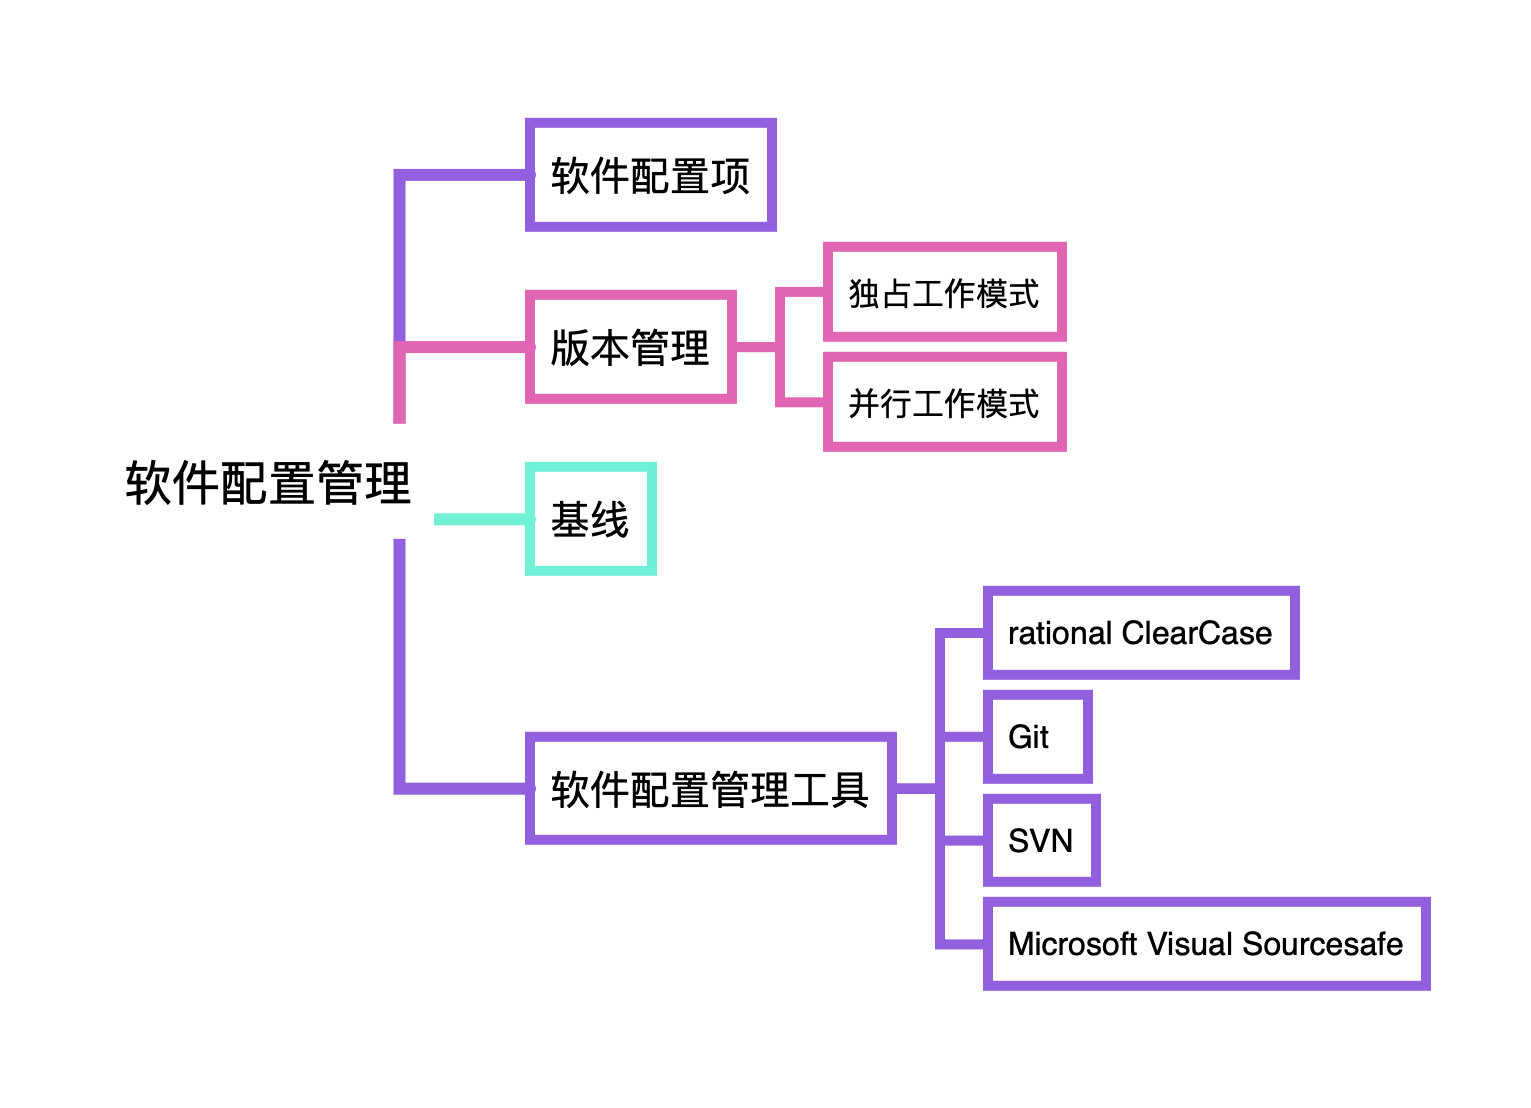 软件配置管理
软件配置项
版本管理
独占工作模式
并行工作模式
基线
软件配置管理工具
rational ClearCase
Git
SVN
Microsoft Visual Sourcesafe